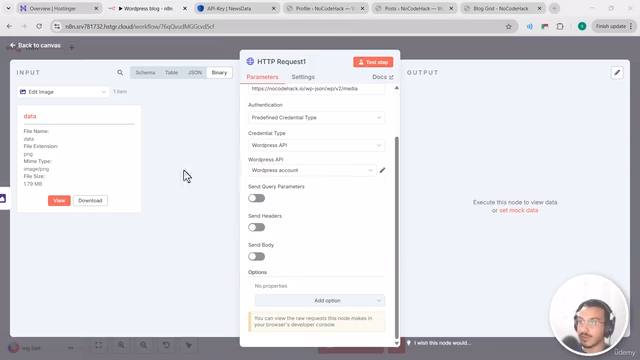 Overview | Hostinger
Wordpress blog - n8n
API-Key | NewsData
Profile - NoCodeHack
Posts - NoCodeHack
Blog Grid - NoCodeHack
n8n.srv781732.hstgr.cloud/workflow/
Finish update
Back to canvas
INPUT
Schema
Table
JSON
Binary
Edit Image
1 item
data
File Name:
data
File Extension:
png
Mime Type:
image/png
File Size:
1.79 MB
View
Download
HTTP Request1
Test step
Parameters
Settings
Docs
https://nocodehack.io/wp-json/wp/v2/media
Authentication
Predefined Credential Type
Credential Type
Wordpress API
Wordpress API
Wordpress account
Send Query Parameters
Send Headers
Send Body
Options
No properties
Add option
You can view the raw requests this node makes in
your browser's developer console
OUTPUT
Execute this node to view data
or set mock data
I wish this node would...
Udemy